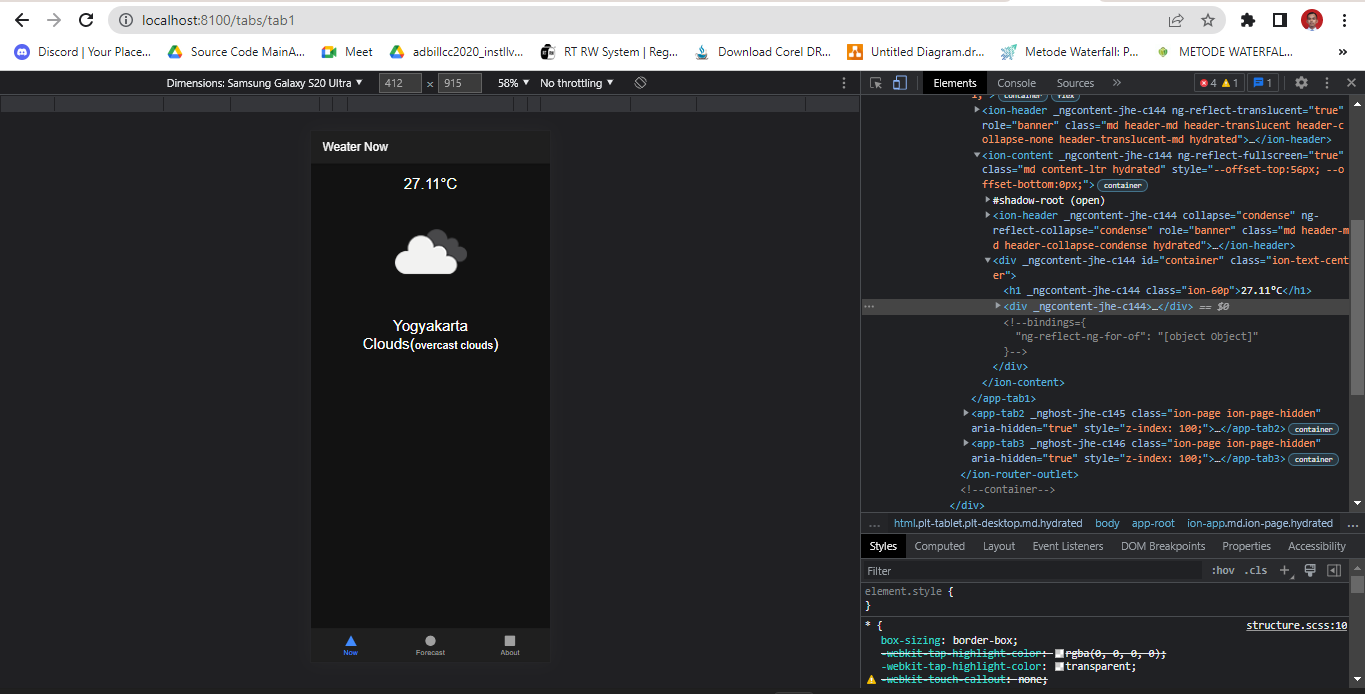 localhost:8100/tabs/tab1
Discord | Your Place... Source Code MainA... Meet adbillcc2020_instllv... RT RW System | Reg... Download Corel DR... Untitled Diagram.dr... Metode Waterfall: P... METODE WATERFAL... »
Dimensions: Samsung Galaxy S20 Ultra ▼ 412 × 915 58% ▼ No throttling ▼
Elements Console Sources » 4 1 1
Weater Now
27.11°C
Yogyakarta
Clouds(overcast clouds)
Now Forecast About
container flex
<ion-header _ngcontent-jhe-c144 ng-reflect-translucent="true"
role="banner" class="md header-md header-translucent header-c
ollapse-none header-translucent-md hydrated">…</ion-header>
<ion-content _ngcontent-jhe-c144 ng-reflect-fullscreen="true"
class="md content-ltr hydrated" style="--offset-top:56px; --o
ffset-bottom:0px;"> container
#shadow-root (open)
<ion-header _ngcontent-jhe-c144 collapse="condense" ng-
reflect-collapse="condense" role="banner" class="md header-m
d header-collapse-condense hydrated">…</ion-header>
<div _ngcontent-jhe-c144 id="container" class="ion-text-cent
er">
<h1 _ngcontent-jhe-c144 class="ion-60p">27.11°C</h1>
… <div _ngcontent-jhe-c144>…</div> == $0
<!--bindings={
"ng-reflect-ng-for-of": "[object Object]"
}-->
</div>
</ion-content>
</app-tab1>
<app-tab2 _nghost-jhe-c145 class="ion-page ion-page-hidden"
aria-hidden="true" style="z-index: 100;">…</app-tab2> container
<app-tab3 _nghost-jhe-c146 class="ion-page ion-page-hidden"
aria-hidden="true" style="z-index: 100;">…</app-tab3> container
</ion-router-outlet>
<!--container-->
</div>
… html.plt-tablet.plt-desktop.md.hydrated body app-root ion-app.md.ion-page.hydrated …
Styles Computed Layout Event Listeners DOM Breakpoints Properties Accessibility
Filter :hov .cls +
element.style {
}
* { structure.scss:10
box-sizing: border-box;
-webkit-tap-highlight-color: rgba(0, 0, 0, 0);
-webkit-tap-highlight-color: transparent;
-webkit-touch-callout: none;